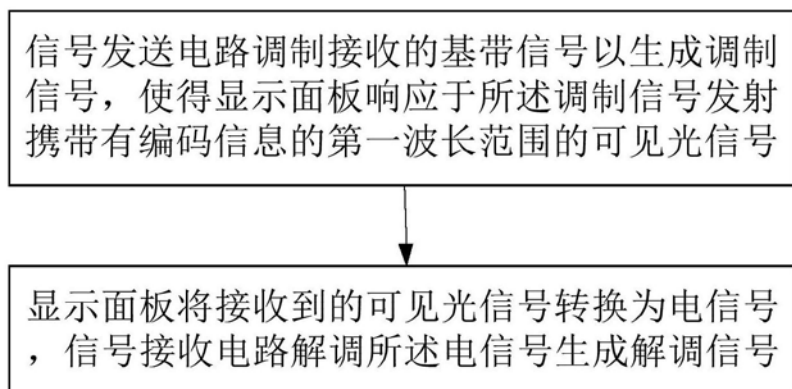 信号发送电路调制接收的基带信号以生成调制
信号，使得显示面板响应于所述调制信号发射
携带有编码信息的第一波长范围的可见光信号
显示面板将接收到的可见光信号转换为电信号
，信号接收电路解调所述电信号生成解调信号